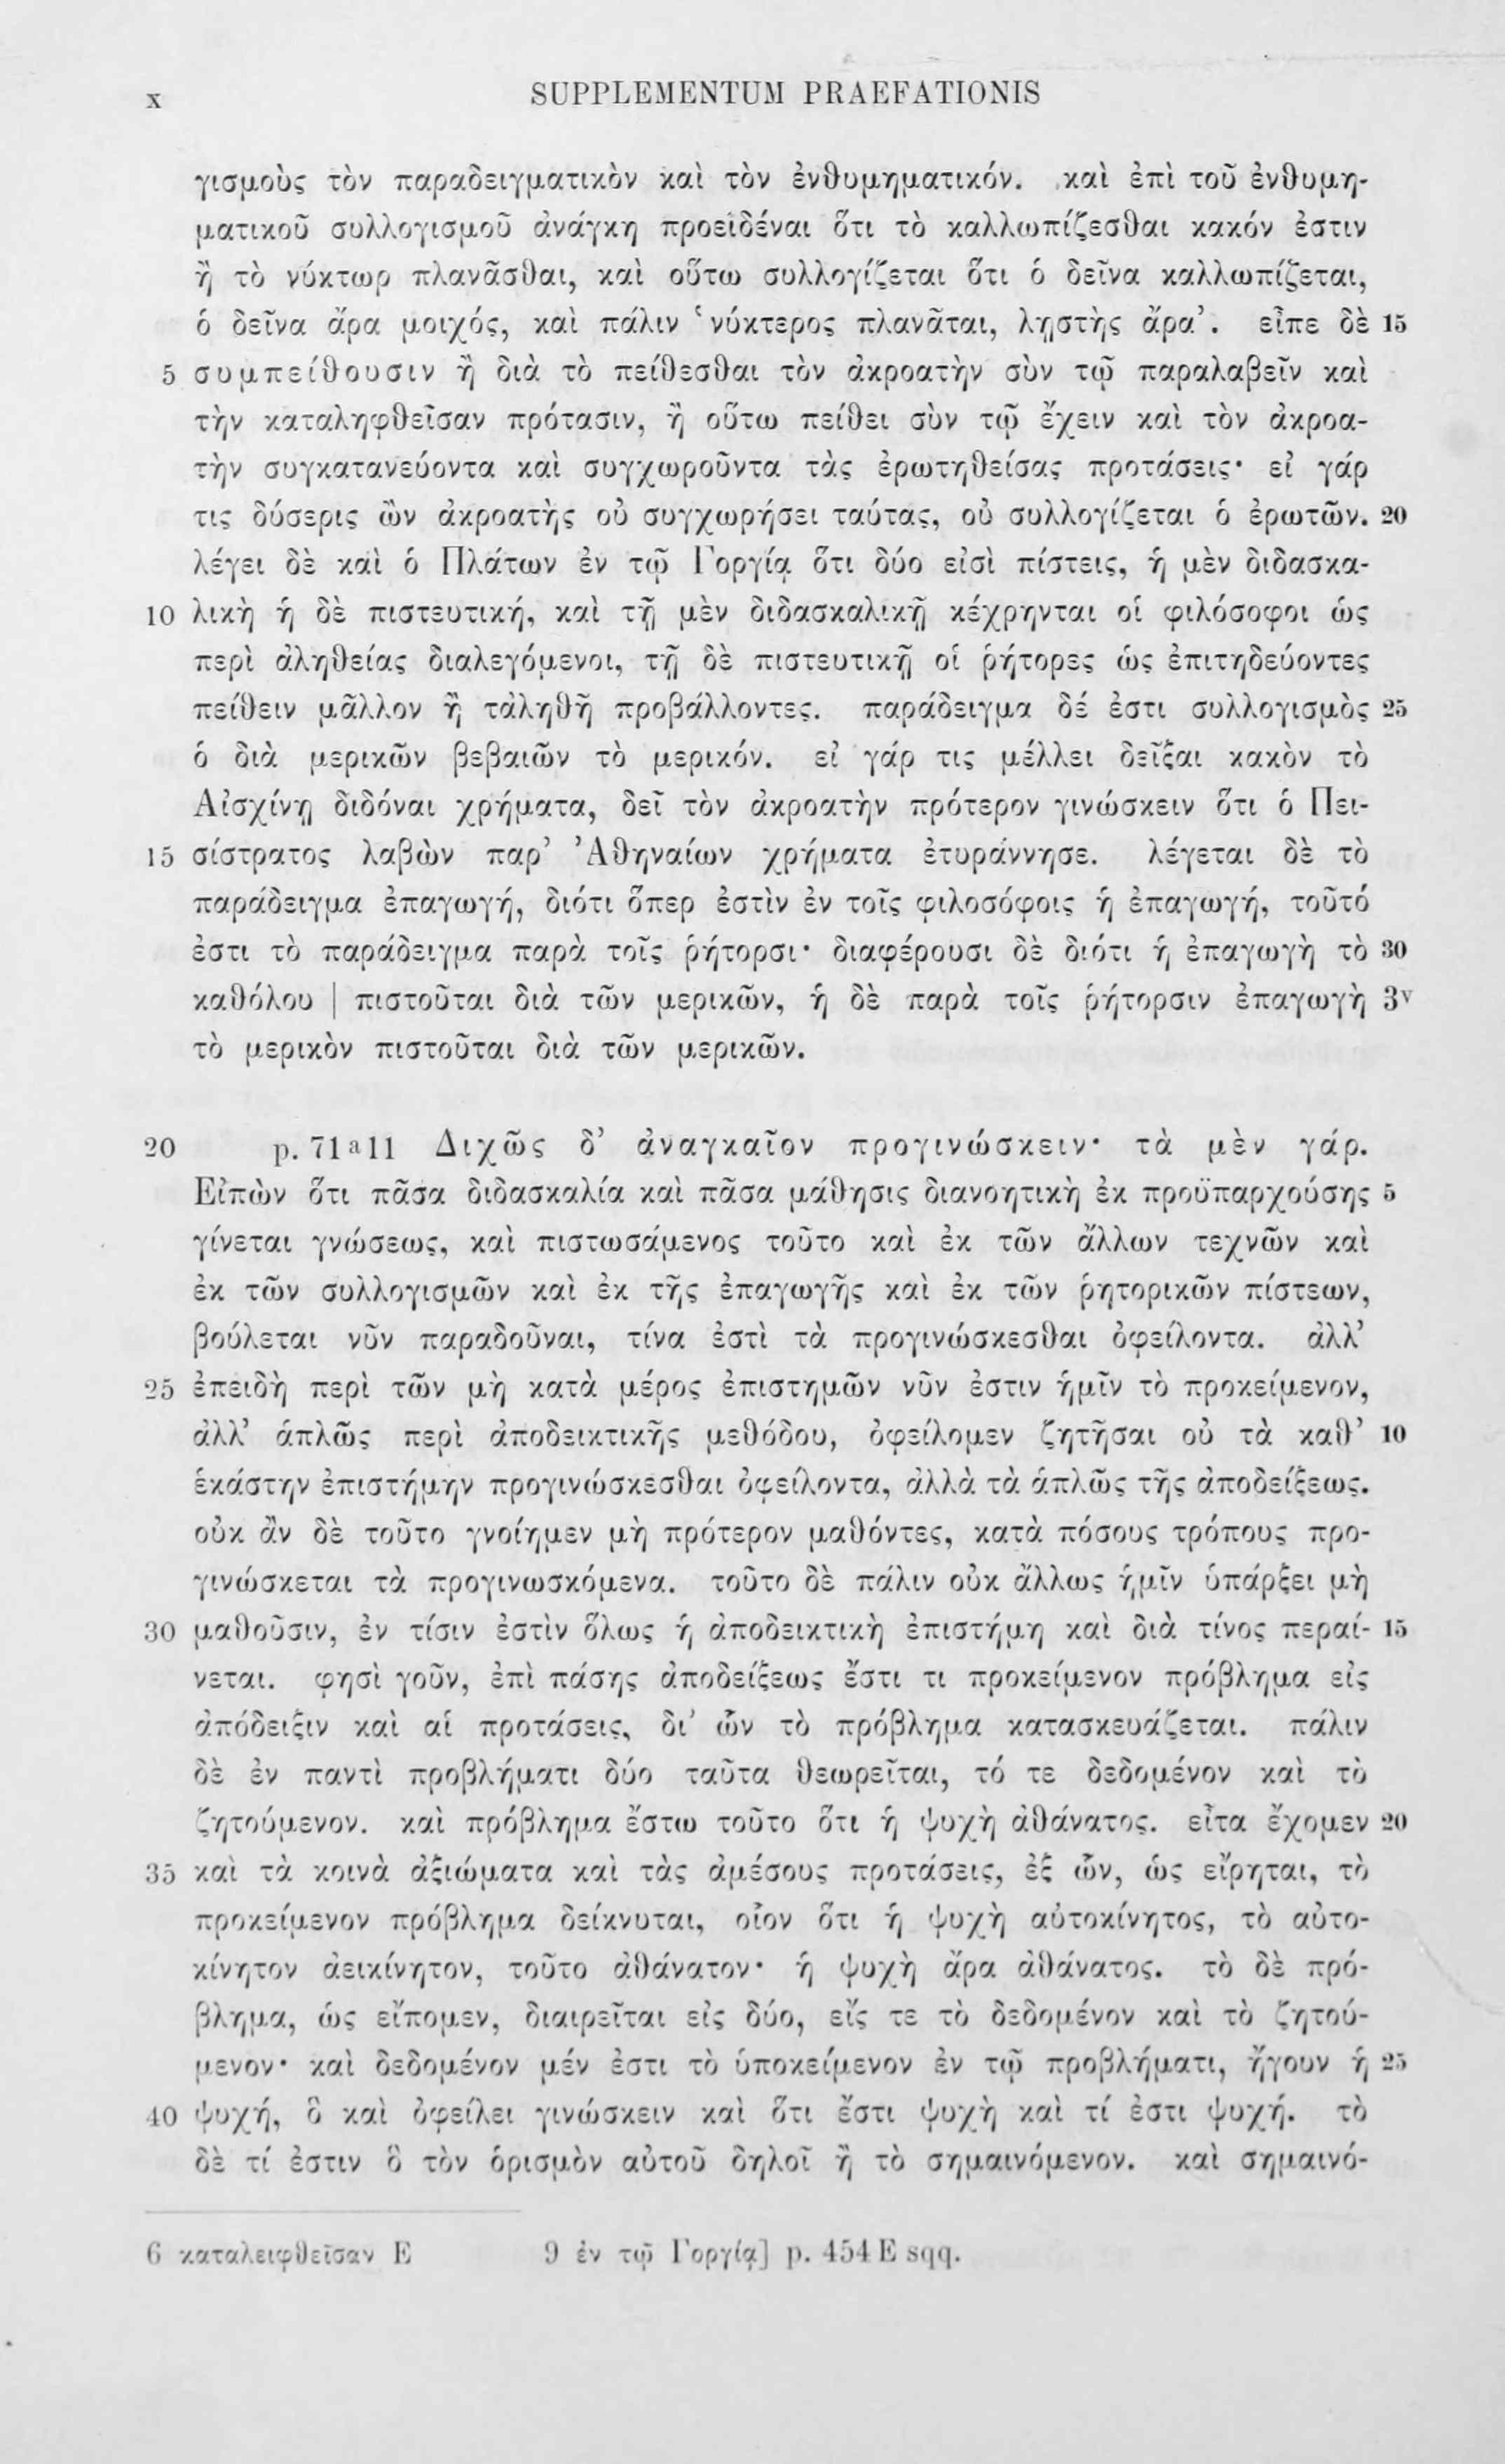 x SUPPLEMENTUM PRAEFATIONIS
γισμοὺς τὸν παραδειγματικὸν καὶ τὸν ἐνθυμηματικόν. καὶ ἐπὶ τοῦ ἐνθυμη-
ματικοῦ συλλογισμοῦ ἀνάγκη προειδέναι ὅτι τὸ καλλωπίζεσθαι κακόν ἐστιν
ἢ τὸ νύκτωρ πλανᾶσθαι, καὶ οὕτω συλλογίζεται ὅτι ὁ δεῖνα καλλωπίζεται,
ὁ δεῖνα ἄρα μοιχός, καὶ πάλιν ‘νύκτερος πλανᾶται, λῃστὴς ἄρα’. εἶπε δὲ 15
5 συμπείθουσιν ἢ διὰ τὸ πείθεσθαι τὸν ἀκροατὴν σὺν τῷ παραλαβεῖν καὶ
τὴν καταληφθεῖσαν πρότασιν, ἢ οὕτω πείθει σὺν τῷ ἔχειν καὶ τὸν ἀκροα-
τὴν συγκατανεύοντα καὶ συγχωροῦντα τὰς ἐρωτηθείσας προτάσεις· εἰ γάρ
τις δύσερις ὢν ἀκροατὴς οὐ συγχωρήσει ταύτας, οὐ συλλογίζεται ὁ ἐρωτῶν. 20
λέγει δὲ καὶ ὁ Πλάτων ἐν τῷ Γοργίᾳ ὅτι δύο εἰσὶ πίστεις, ἡ μὲν διδασκα-
10 λικὴ ἡ δὲ πιστευτική, καὶ τῇ μὲν διδασκαλικῇ κέχρηνται οἱ φιλόσοφοι ὡς
περὶ ἀληθείας διαλεγόμενοι, τῇ δὲ πιστευτικῇ οἱ ῥήτορες ὡς ἐπιτηδεύοντες
πείθειν μᾶλλον ἢ τἀληθῆ προβάλλοντες. παράδειγμα δέ ἐστι συλλογισμὸς 25
ὁ διὰ μερικῶν βεβαιῶν τὸ μερικόν. εἰ γάρ τις μέλλει δεῖξαι κακὸν τὸ
Αἰσχίνῃ διδόναι χρήματα, δεῖ τὸν ἀκροατὴν πρότερον γινώσκειν ὅτι ὁ Πει-
15 σίστρατος λαβὼν παρ’ Ἀθηναίων χρήματα ἐτυράννησε. λέγεται δὲ τὸ
παράδειγμα ἐπαγωγή, διότι ὅπερ ἐστὶν ἐν τοῖς φιλοσόφοις ἡ ἐπαγωγή, τοῦτό
ἐστι τὸ παράδειγμα παρὰ τοῖς ῥήτορσι· διαφέρουσι δὲ διότι ἡ ἐπαγωγὴ τὸ 30
καθόλου | πιστοῦται διὰ τῶν μερικῶν, ἡ δὲ παρὰ τοῖς ῥήτορσιν ἐπαγωγὴ 3v
τὸ μερικὸν πιστοῦται διὰ τῶν μερικῶν.
20 p. 71a11 Διχῶς δ’ ἀναγκαῖον προγινώσκειν· τὰ μὲν γάρ.
Εἰπὼν ὅτι πᾶσα διδασκαλία καὶ πᾶσα μάθησις διανοητικὴ ἐκ προϋπαρχούσης 5
γίνεται γνώσεως, καὶ πιστωσάμενος τοῦτο καὶ ἐκ τῶν ἄλλων τεχνῶν καὶ
ἐκ τῶν συλλογισμῶν καὶ ἐκ τῆς ἐπαγωγῆς καὶ ἐκ τῶν ῥητορικῶν πίστεων,
βούλεται νῦν παραδοῦναι, τίνα ἐστὶ τὰ προγινώσκεσθαι ὀφείλοντα. ἀλλ’
25 ἐπειδὴ περὶ τῶν μὴ κατὰ μέρος ἐπιστημῶν νῦν ἐστιν ἡμῖν τὸ προκείμενον,
ἀλλ’ ἁπλῶς περὶ ἀποδεικτικῆς μεθόδου, ὀφείλομεν ζητῆσαι οὐ τὰ καθ’ 10
ἑκάστην ἐπιστήμην προγινώσκεσθαι ὀφείλοντα, ἀλλὰ τὰ ἁπλῶς τῆς ἀποδείξεως.
οὐκ ἂν δὲ τοῦτο γνοίημεν μὴ πρότερον μαθόντες, κατὰ πόσους τρόπους προ-
γινώσκεται τὰ προγινωσκόμενα. τοῦτο δὲ πάλιν οὐκ ἄλλως ἡμῖν ὑπάρξει μὴ
30 μαθοῦσιν, ἐν τίσιν ἐστὶν ὅλως ἡ ἀποδεικτικὴ ἐπιστήμη καὶ διὰ τίνος περαί- 15
νεται. φησὶ γοῦν, ἐπὶ πάσης ἀποδείξεως ἔστι τι προκείμενον πρόβλημα εἰς
ἀπόδειξιν καὶ αἱ προτάσεις, δι’ ὧν τὸ πρόβλημα κατασκευάζεται. πάλιν
δὲ ἐν παντὶ προβλήματι δύο ταῦτα θεωρεῖται, τό τε δεδομένον καὶ τὸ
ζητούμενον. καὶ πρόβλημα ἔστω τοῦτο ὅτι ἡ ψυχὴ ἀθάνατος. εἶτα ἔχομεν 20
35 καὶ τὰ κοινὰ ἀξιώματα καὶ τὰς ἀμέσους προτάσεις, ἐξ ὧν, ὡς εἴρηται, τὸ
προκείμενον πρόβλημα δείκνυται, οἷον ὅτι ἡ ψυχὴ αὐτοκίνητος, τὸ αὐτο-
κίνητον ἀεικίνητον, τοῦτο ἀθάνατον· ἡ ψυχὴ ἄρα ἀθάνατος. τὸ δὲ πρό-
βλημα, ὡς εἴπομεν, διαιρεῖται εἰς δύο, εἴς τε τὸ δεδομένον καὶ τὸ ζητού-
μενον· καὶ δεδομένον μέν ἐστι τὸ ὑποκείμενον ἐν τῷ προβλήματι, ἤγουν ἡ 25
40 ψυχή, ὃ καὶ ὀφείλει γινώσκειν καὶ ὅτι ἔστι ψυχὴ καὶ τί ἐστι ψυχή. τὸ
δὲ τί ἐστιν ὃ τὸν ὁρισμὸν αὐτοῦ δηλοῖ ἢ τὸ σημαινόμενον. καὶ σημαινό-
6 καταλειφθεῖσαν E 9 ἐν τῷ Γοργίᾳ] p. 454 E sqq.